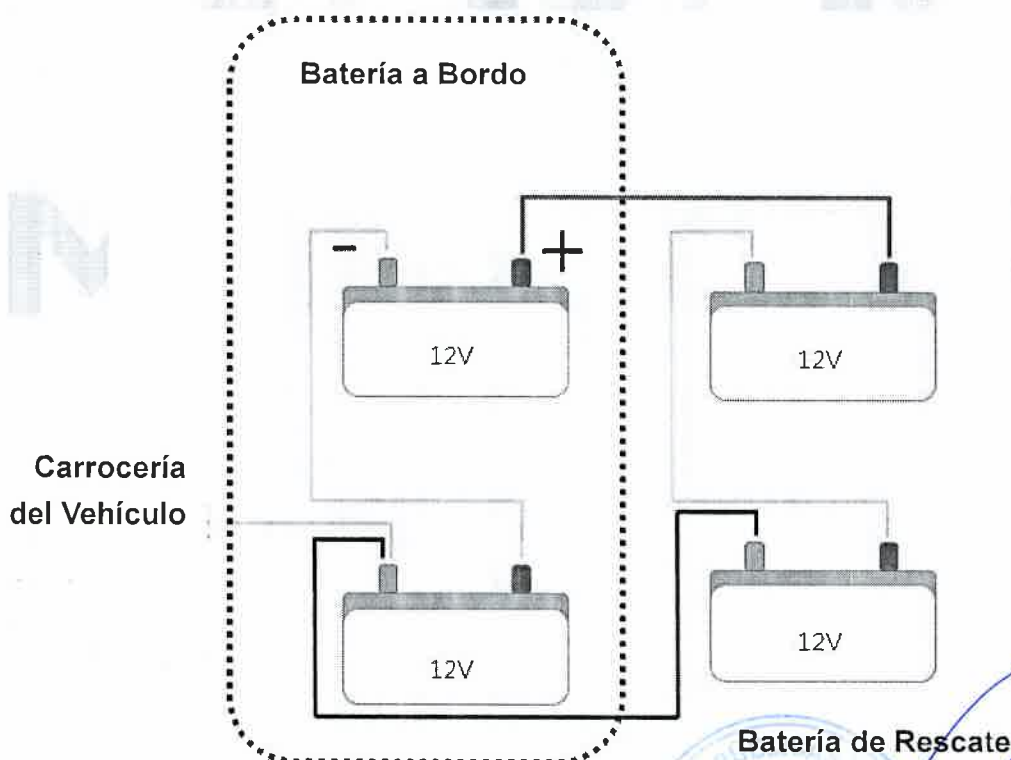 Batería a Bordo
-
+
12V
12V
Carrocería
del Vehículo
12V
12V
Batería de Rescate